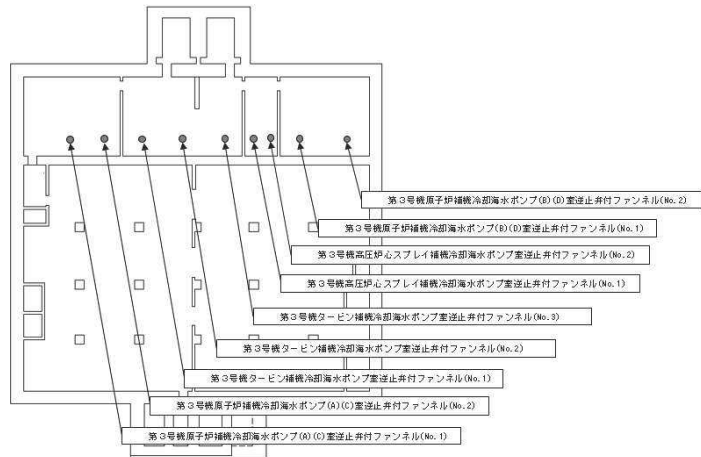 第３号機原子炉補機冷却海水ポンプ(B)(D)室逆止弁付ファンネル(No.2)
第３号機原子炉補機冷却海水ポンプ(B)(D)室逆止弁付ファンネル(No.1)
第３号機高圧炉心スプレイ補機冷却海水ポンプ室逆止弁付ファンネル(No.2)
第３号機高圧炉心スプレイ補機冷却海水ポンプ室逆止弁付ファンネル(No.1)
第３号機タービン補機冷却海水ポンプ室逆止弁付ファンネル(No.3)
第３号機タービン補機冷却海水ポンプ室逆止弁付ファンネル(No.2)
第３号機タービン補機冷却海水ポンプ室逆止弁付ファンネル(No.1)
第３号機原子炉補機冷却海水ポンプ(A)(C)室逆止弁付ファンネル(No.2)
第３号機原子炉補機冷却海水ポンプ(A)(C)室逆止弁付ファンネル(No.1)